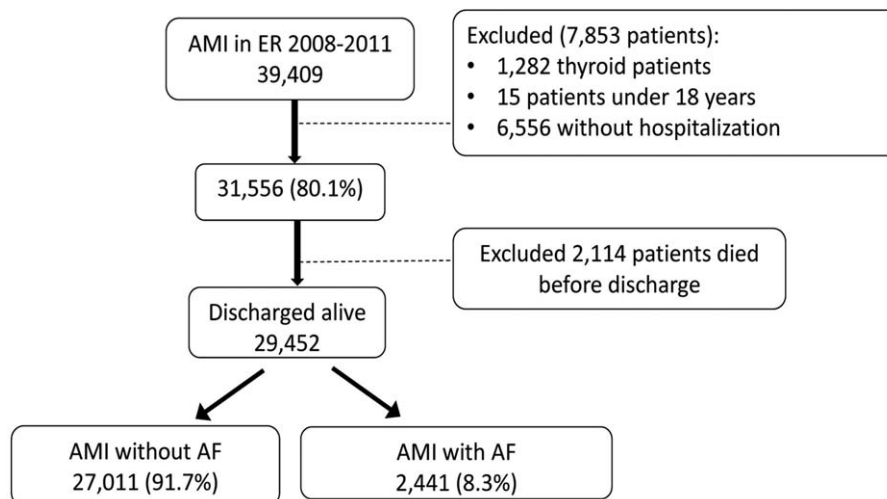 AMI in ER 2008-2011
39,409
Excluded (7,853 patients):
• 1,282 thyroid patients
• 15 patients under 18 years
• 6,556 without hospitalization
31,556 (80.1%)
Excluded 2,114 patients died
before discharge
Discharged alive
29,452
AMI without AF
27,011 (91.7%)
AMI with AF
2,441 (8.3%)